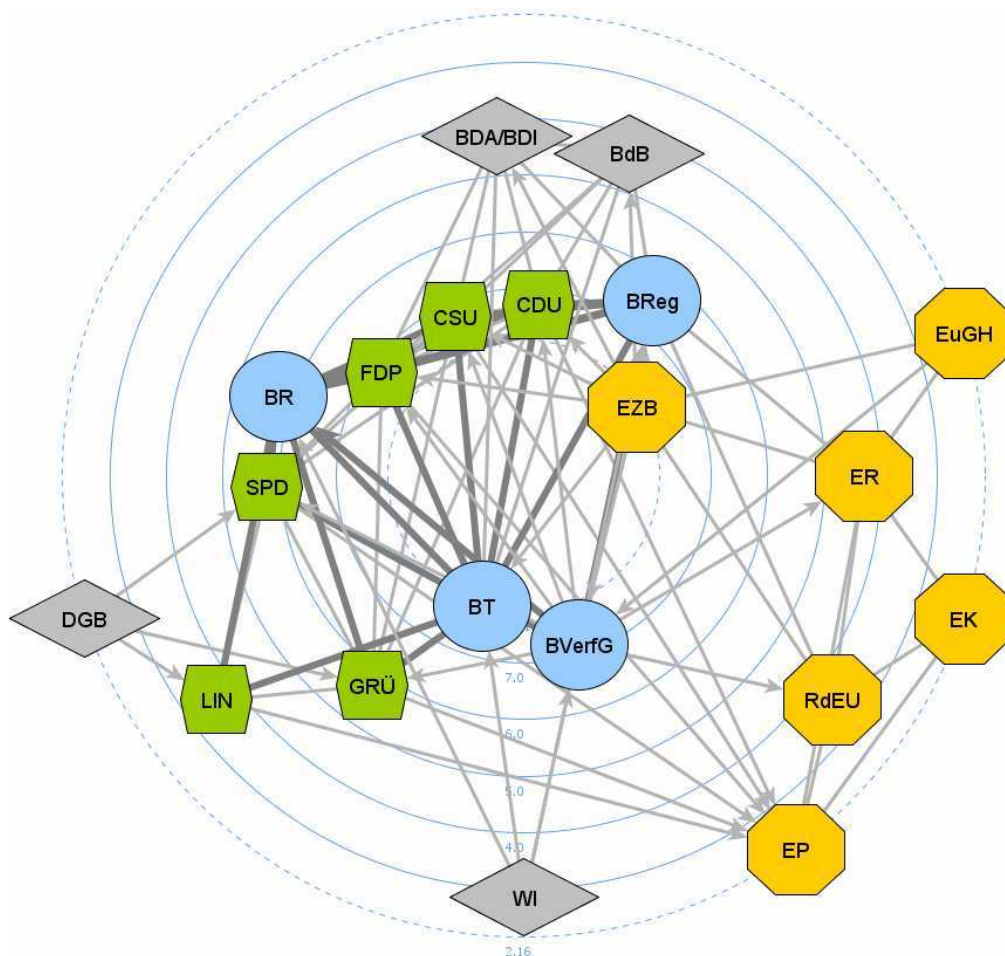 BDA/BDI
BdB
CSU
CDU
BReg
EuGH
FDP
BR
EZB
SPD
ER
DGB
BT
EK
BVerfG
LIN
GRÜ
7.0
RdEU
6.0
5.0
4.0
EP
WI
2.16